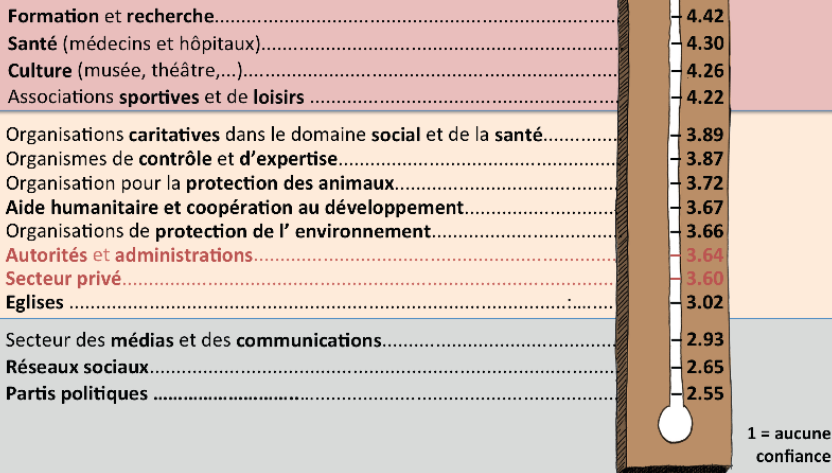 Formation et recherche.......................................................... 4.42
Santé (médecins et hôpitaux).......................................................... 4.30
Culture (musée, théâtre,...).......................................................... 4.26
Associations sportives et de loisirs .......................................................... 4.22
Organisations caritatives dans le domaine social et de la santé............. 3.89
Organismes de contrôle et d’expertise.......................................................... 3.87
Organisation pour la protection des animaux............................................. 3.72
Aide humanitaire et coopération au développement.............................. 3.67
Organisations de protection de l’ environnement..................................... 3.66
Autorités et administrations.......................................................... 3.64
Secteur privé.......................................................... 3.60
Eglises ..........................................................:......... 3.02
Secteur des médias et des communications............................................... 2.93
Réseaux sociaux.......................................................... 2.65
Partis politiques .......................................................... 2.55
1 = aucune
confiance